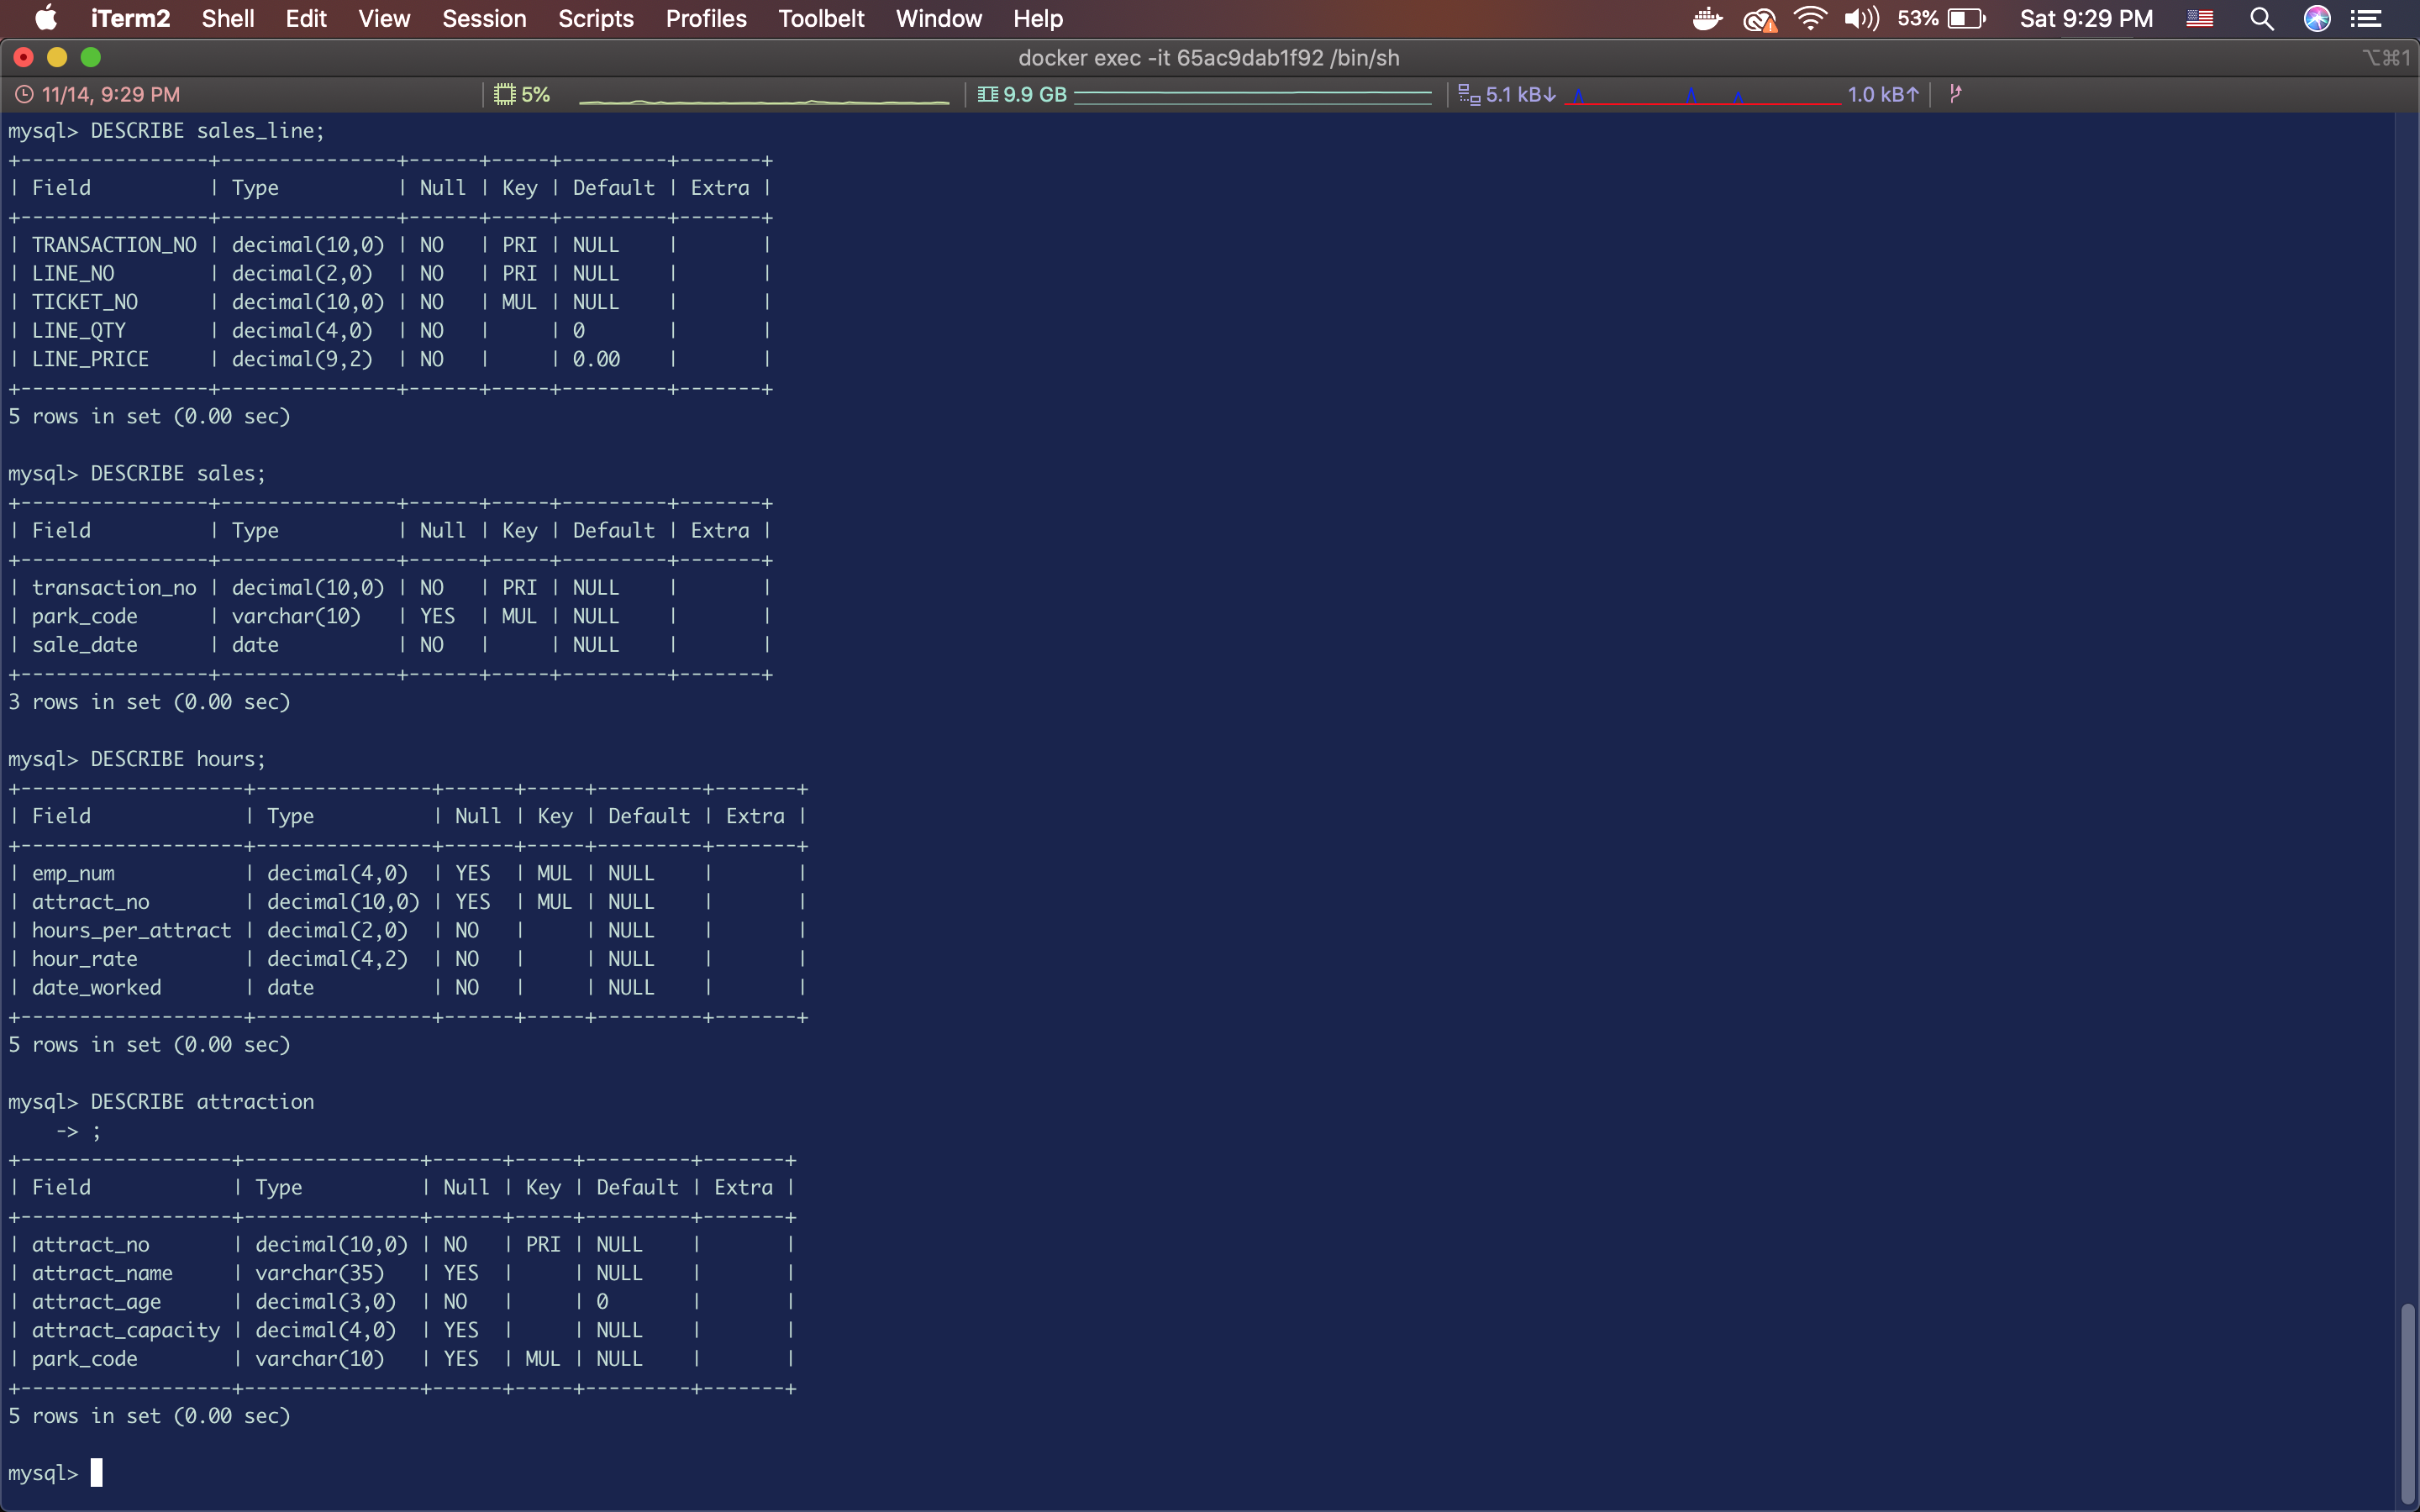 iTerm2 Shell Edit View Session Scripts Profiles Toolbelt Window Help 53% Sat 9:29 PM
docker exec -it 65ac9dab1f92 /bin/sh ⌥⌘1
11/14, 9:29 PM 5% 9.9 GB 5.1 kB↓ 1.0 kB↑
mysql> DESCRIBE sales_line;
+----------------+---------------+------+-----+---------+-------+
| Field          | Type          | Null | Key | Default | Extra |
+----------------+---------------+------+-----+---------+-------+
| TRANSACTION_NO | decimal(10,0) | NO   | PRI | NULL    |       |
| LINE_NO        | decimal(2,0)  | NO   | PRI | NULL    |       |
| TICKET_NO      | decimal(10,0) | NO   | MUL | NULL    |       |
| LINE_QTY       | decimal(4,0)  | NO   |     | 0       |       |
| LINE_PRICE     | decimal(9,2)  | NO   |     | 0.00    |       |
+----------------+---------------+------+-----+---------+-------+
5 rows in set (0.00 sec)
mysql> DESCRIBE sales;
+----------------+---------------+------+-----+---------+-------+
| Field          | Type          | Null | Key | Default | Extra |
+----------------+---------------+------+-----+---------+-------+
| transaction_no | decimal(10,0) | NO   | PRI | NULL    |       |
| park_code      | varchar(10)   | YES  | MUL | NULL    |       |
| sale_date      | date          | NO   |     | NULL    |       |
+----------------+---------------+------+-----+---------+-------+
3 rows in set (0.00 sec)
mysql> DESCRIBE hours;
+-------------------+---------------+------+-----+---------+-------+
| Field             | Type          | Null | Key | Default | Extra |
+-------------------+---------------+------+-----+---------+-------+
| emp_num           | decimal(4,0)  | YES  | MUL | NULL    |       |
| attract_no        | decimal(10,0) | YES  | MUL | NULL    |       |
| hours_per_attract | decimal(2,0)  | NO   |     | NULL    |       |
| hour_rate         | decimal(4,2)  | NO   |     | NULL    |       |
| date_worked       | date          | NO   |     | NULL    |       |
+-------------------+---------------+------+-----+---------+-------+
5 rows in set (0.00 sec)
mysql> DESCRIBE attraction
    -> ;
+------------------+---------------+------+-----+---------+-------+
| Field            | Type          | Null | Key | Default | Extra |
+------------------+---------------+------+-----+---------+-------+
| attract_no       | decimal(10,0) | NO   | PRI | NULL    |       |
| attract_name     | varchar(35)   | YES  |     | NULL    |       |
| attract_age      | decimal(3,0)  | NO   |     | 0       |       |
| attract_capacity | decimal(4,0)  | YES  |     | NULL    |       |
| park_code        | varchar(10)   | YES  | MUL | NULL    |       |
+------------------+---------------+------+-----+---------+-------+
5 rows in set (0.00 sec)
mysql>